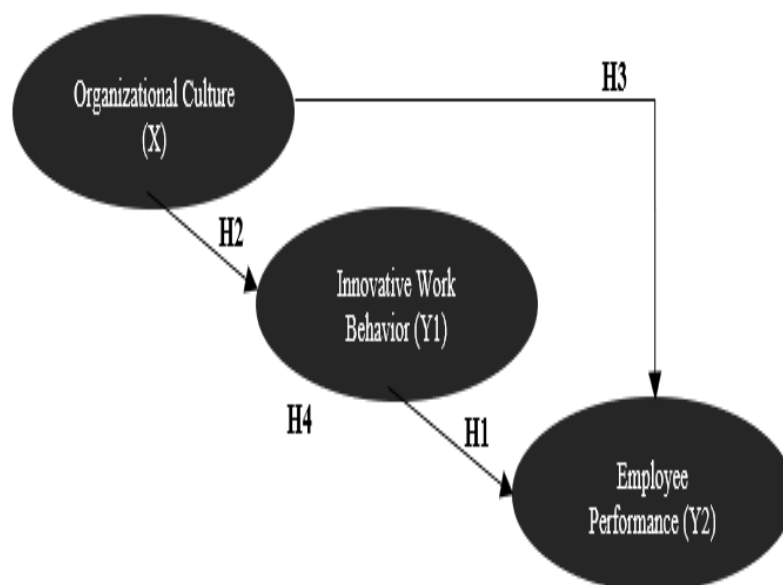 Organizational Culture
(X)
H3
H2
Innovative Work
Behavior (Y1)
H4
H1
Employee
Performance (Y2)